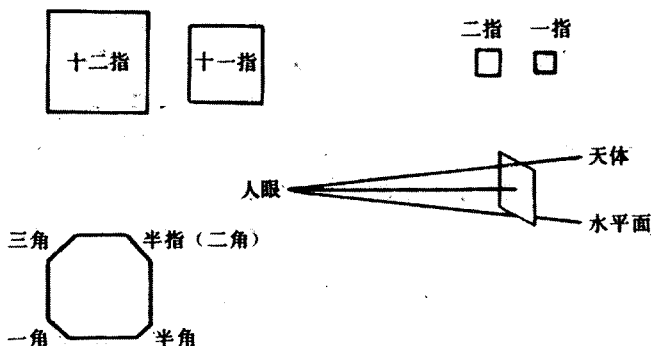 二指 一指
十二指 十一指
天体
人眼
水平面
三角 半指（二角）
一角 半角